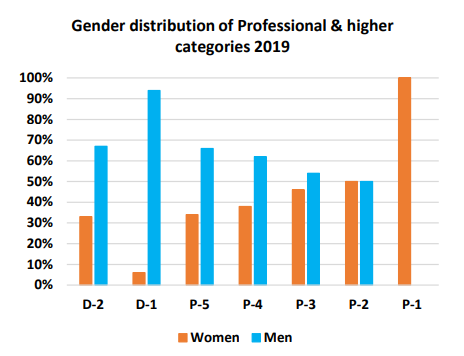 Gender distribution of Professional & higher
categories 2019
100%
90%
80%
70%
60%
50%
40%
30%
20%
10%
0%
D-2 D-1 P-5 P-4 P-3 P-2 P-1
Women Men